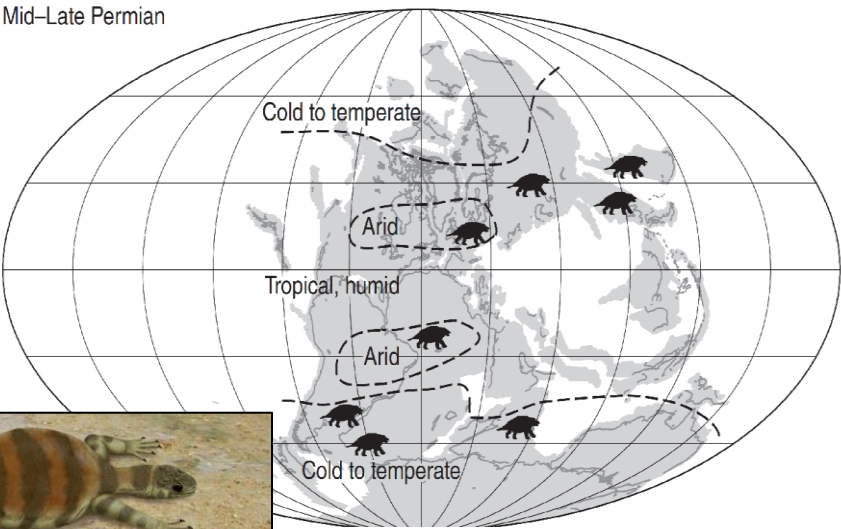 Mid–Late Permian
Cold to temperate
Arid
Tropical, humid
Arid
Cold to temperate